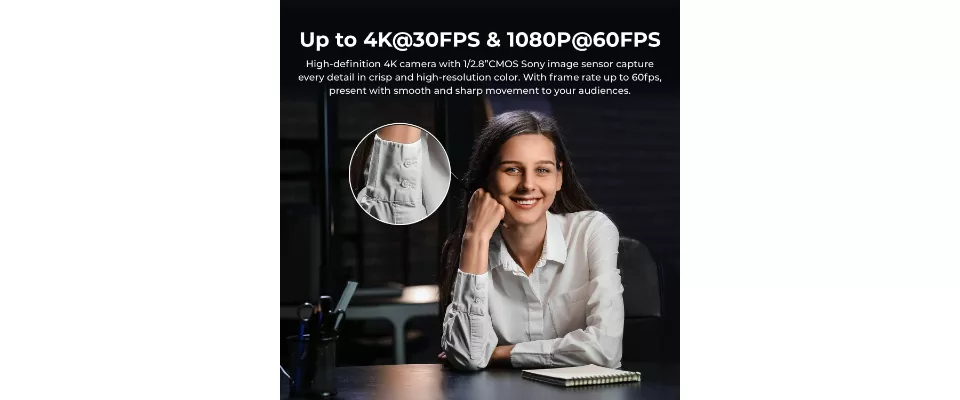 Up to 4K@30FPS & 1080P@60FPS
High-definition 4K camera with 1/2.8”CMOS Sony image sensor capture
every detail in crisp and high-resolution color. With frame rate up to 60fps,
present with smooth and sharp movement to your audiences.